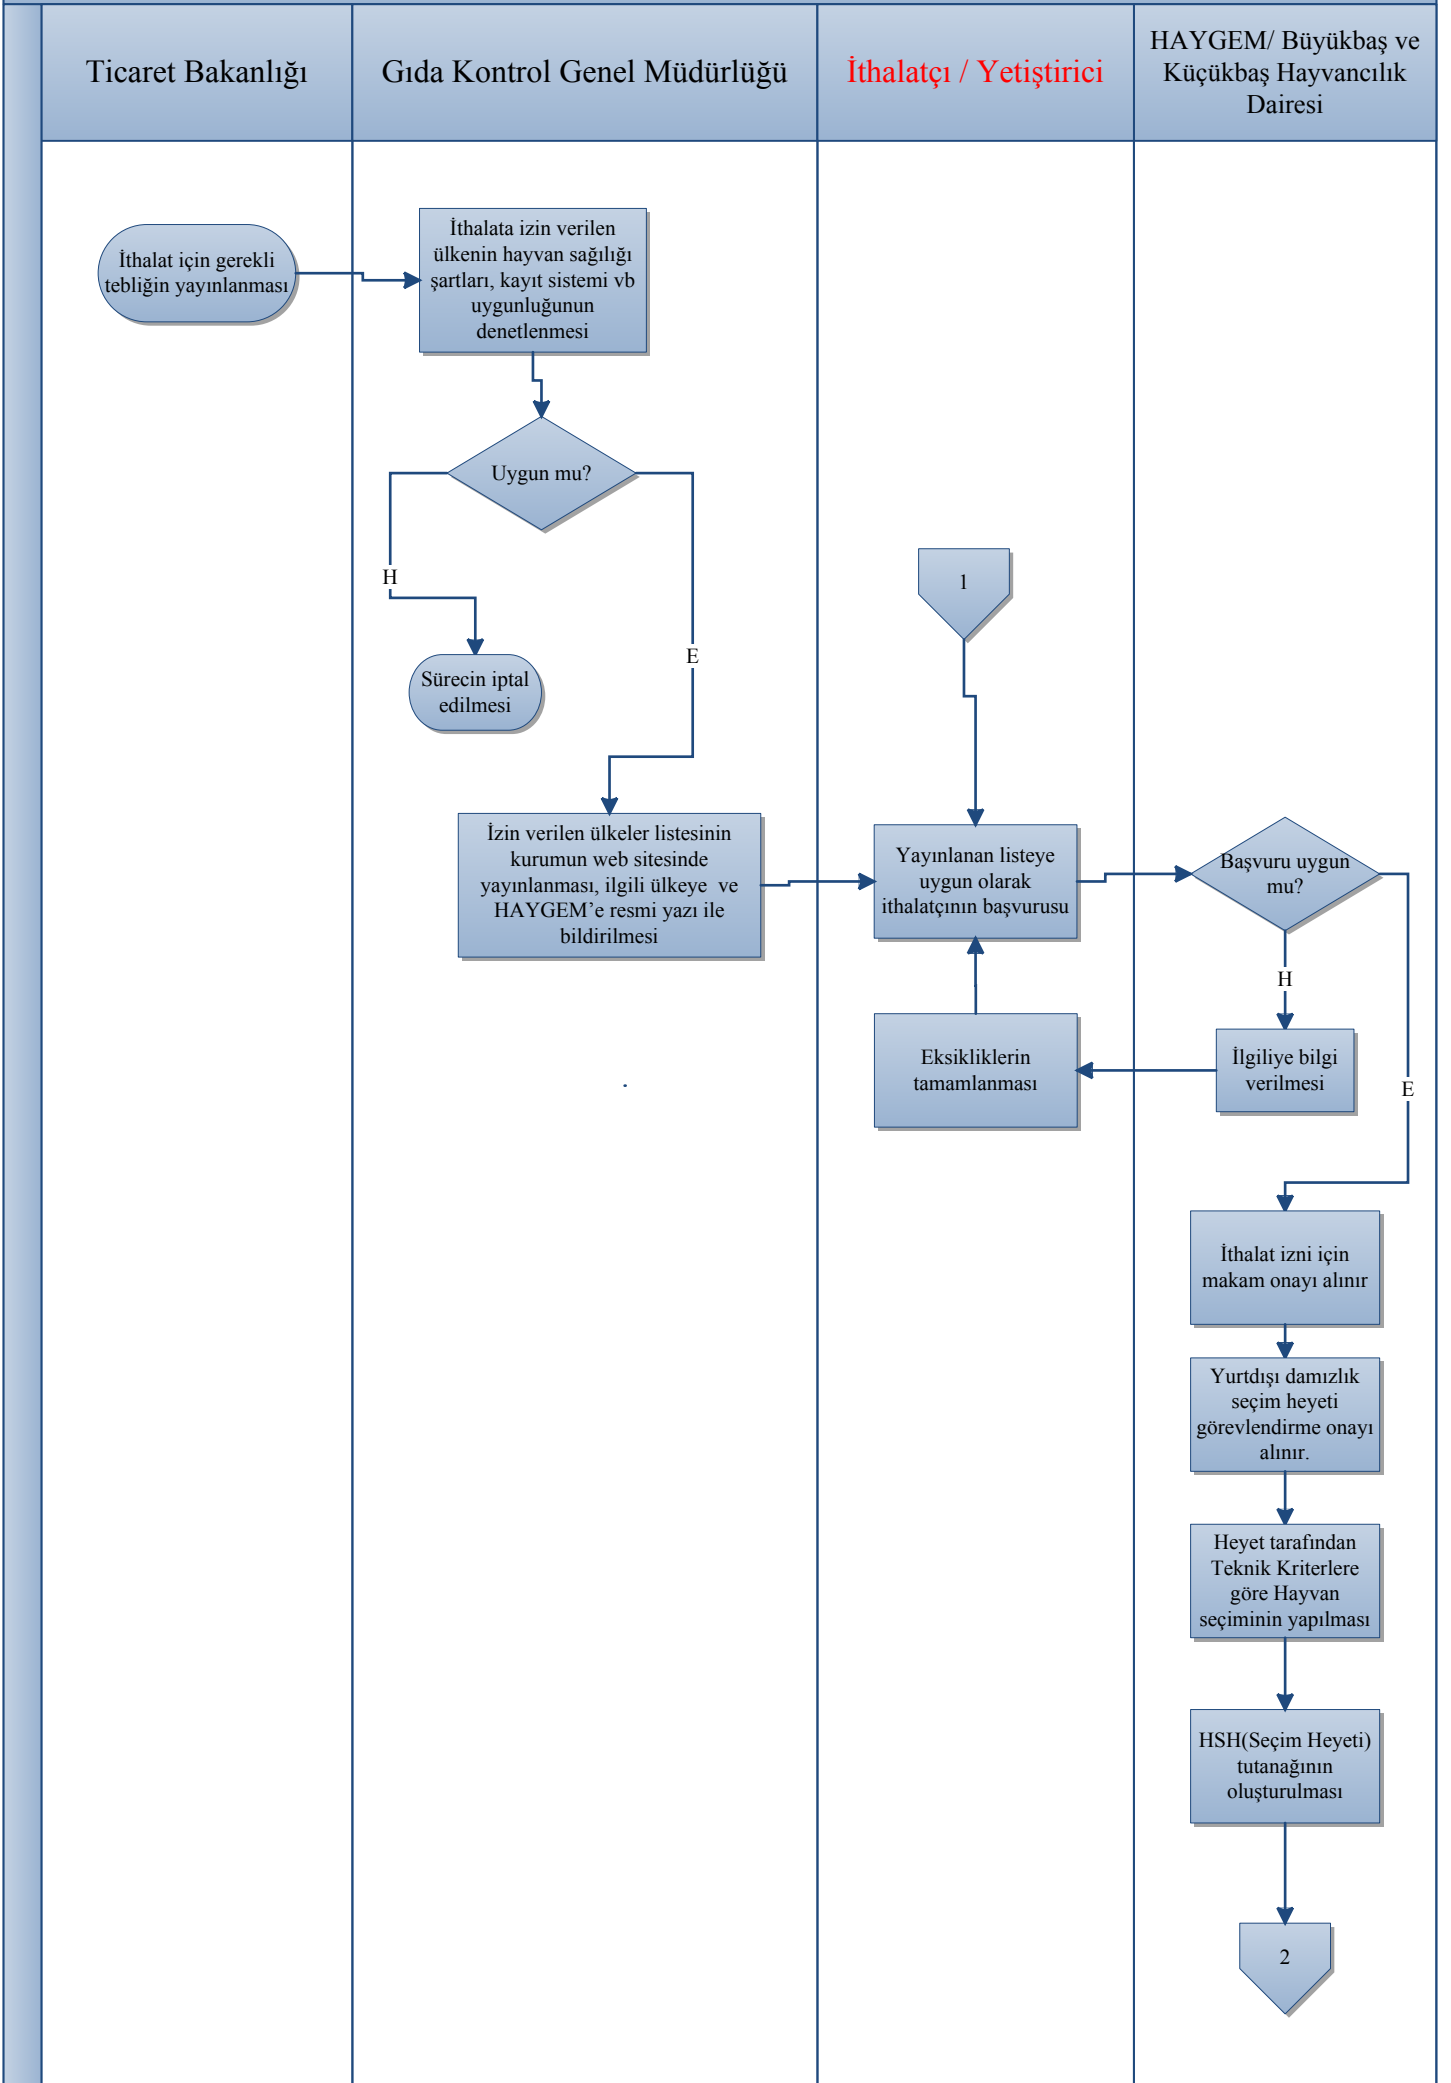 Ticaret Bakanlığı
Gıda Kontrol Genel Müdürlüğü
İthalatçı / Yetiştirici
HAYGEM/ Büyükbaş ve
Küçükbaş Hayvancılık
Dairesi
İthalat için gerekli
tebliğin yayınlanması
İthalata izin verilen
ülkenin hayvan sağılığı
şartları, kayıt sistemi vb
uygunluğunun
denetlenmesi
Uygun mu?
H
E
Sürecin iptal
edilmesi
1
İzin verilen ülkeler listesinin
kurumun web sitesinde
yayınlanması, ilgili ülkeye ve
HAYGEM’e resmi yazı ile
bildirilmesi
Yayınlanan listeye
uygun olarak
ithalatçının başvurusu
Başvuru uygun
mu?
H
E
İlgiliye bilgi
verilmesi
Eksikliklerin
tamamlanması
İthalat izni için
makam onayı alınır
Yurtdışı damızlık
seçim heyeti
görevlendirme onayı
alınır.
Heyet tarafından
Teknik Kriterlere
göre Hayvan
seçiminin yapılması
HSH(Seçim Heyeti)
tutanağının
oluşturulması
2